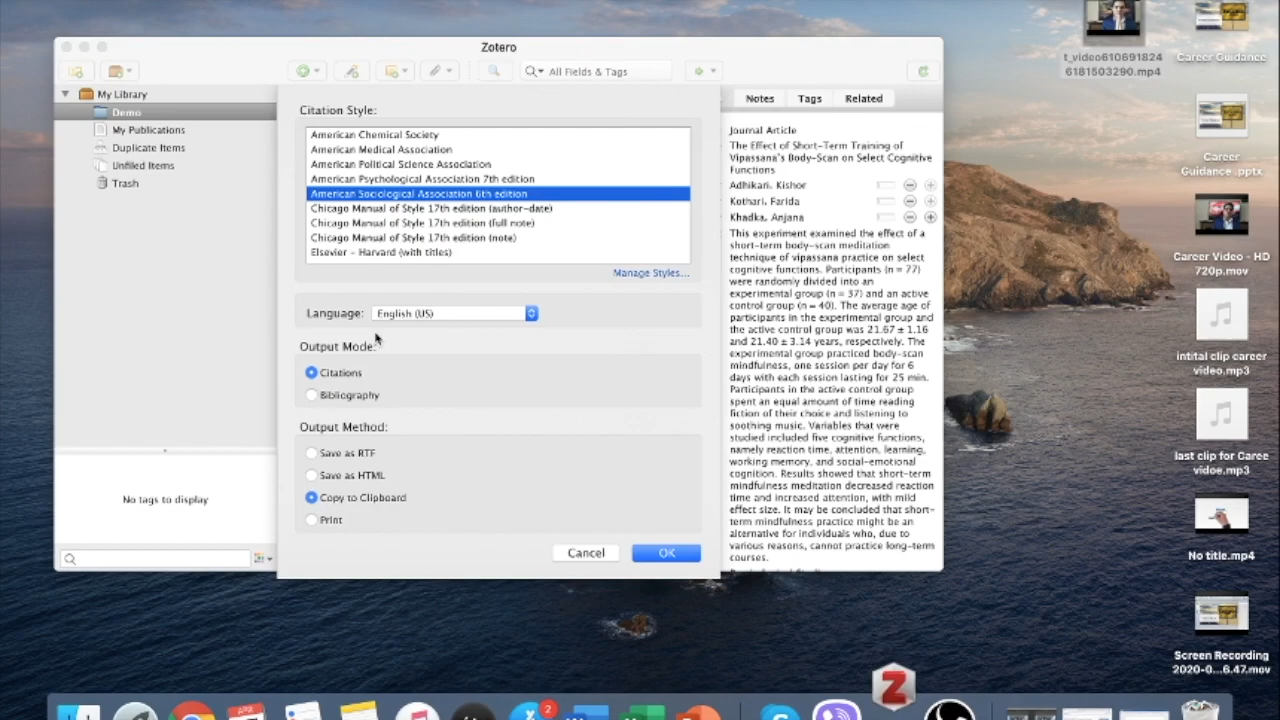 Zotero
All Fields & Tags
My Library
Demo
My Publications
Duplicate Items
Unfiled Items
Trash
No tags to display
Citation Style:
American Chemical Society
American Medical Association
American Political Science Association
American Psychological Association 7th edition
American Sociological Association 6th edition
Chicago Manual of Style 17th edition (author-date)
Chicago Manual of Style 17th edition (full note)
Chicago Manual of Style 17th edition (note)
Elsevier - Harvard (with titles)
Manage Styles...
Language: English (US)
Output Mode:
Citations
Bibliography
Output Method:
Save as RTF
Save as HTML
Copy to Clipboard
Print
Cancel
OK
Notes
Tags
Related
Journal Article
The Effect of Short-Term Training of
Vipassana's Body-Scan on Select Cognitive
Functions
Adhikari, Kishor
Kothari, Farida
Khadka, Anjana
This experiment examined the effect of a
short-term body-scan meditation
technique of vipassana practice on select
cognitive functions. Participants (n = 77)
were randomly divided into an
experimental group (n = 37) and an active
control group (n = 40). The average age of
participants in the experimental group and
the active control group was 21.67 ± 1.16
and 21.40 ± 3.14 years, respectively. The
experimental group practiced body-scan
mindfulness, one session per day for 6
days with each session lasting for 25 min.
Participants in the active control group
spent an equal amount of time reading
fiction of their choice and listening to
soothing music. Variables that were
studied included five cognitive functions,
namely reaction time, attention, learning,
working memory, and social-emotional
cognition. Results showed that short-term
mindfulness meditation decreased reaction
time and increased attention, with mild
effect size. It may be concluded that short-
term mindfulness practice might be an
alternative for individuals who, due to
various reasons, cannot practice long-term
courses.
t_video610691824
6181503290.mp4
Career Guidance
Career
Guidance .pptx
Career Video - HD
720p.mov
intital clip career
video.mp3
last clip for Caree
vidoe.mp3
No title.mp4
Screen Recording
2020-0...6.47.mov
Z
2